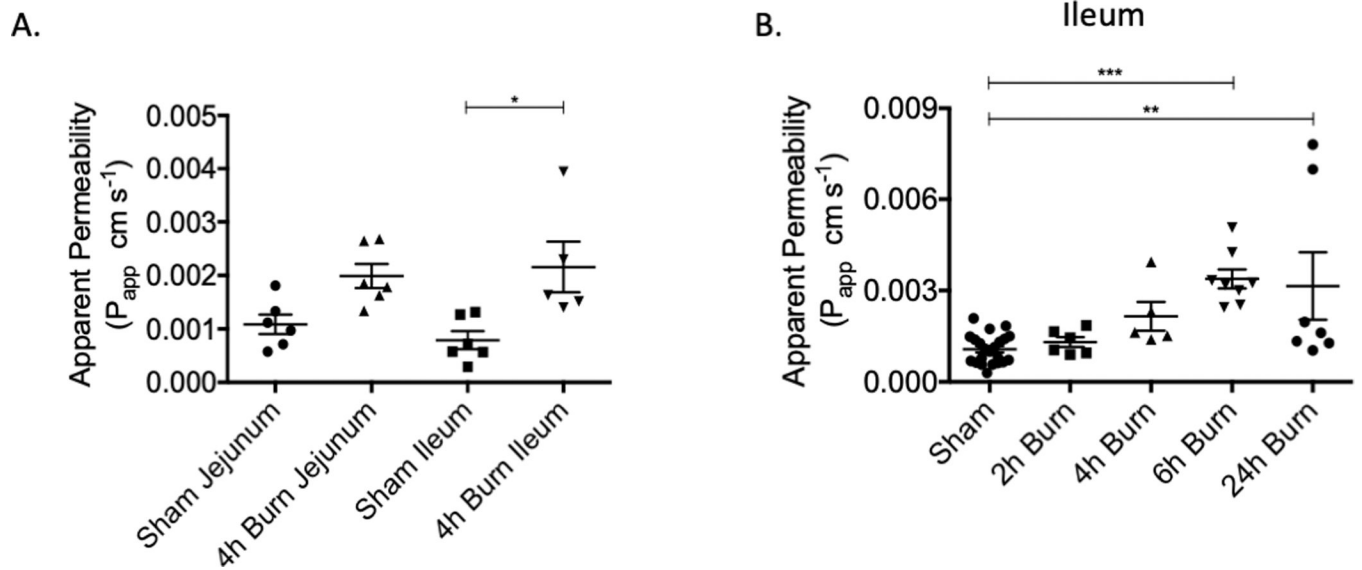 A.
Apparent Permeability
(Papp cm s-1)
0.005
0.004
0.003
0.002
0.001
0.000
*
Sham Jejunum
4h Burn Jejunum
Sham Ileum
4h Burn Ileum
B.
Ileum
Apparent Permeability
(Papp cm s-1)
0.009
0.006
0.003
0.000
***
**
Sham
2h Burn
4h Burn
6h Burn
24h Burn